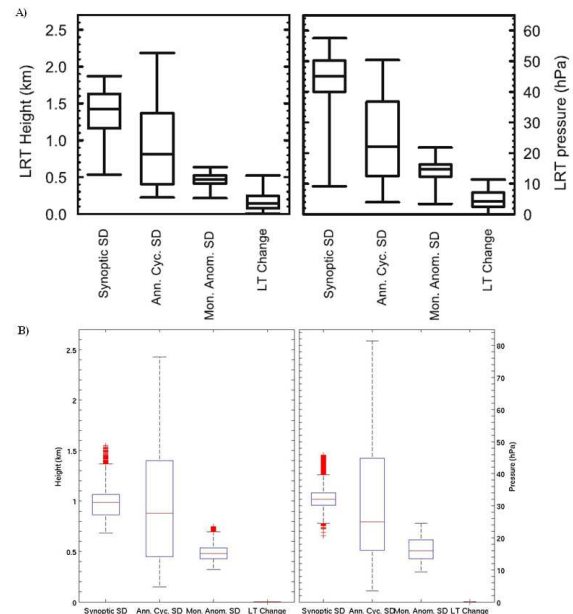 A)
2.5
2.0
1.5
1.0
0.5
0.0
LRT Height (km)
60
50
40
30
20
10
0
LRT pressure (hPa)
Synoptic SD
Ann. Cyc. SD
Mon. Anom. SD
LT Change
Synoptic SD
Ann. Cyc. SD
Mon. Anom. SD
LT Change
B)
2.5
2
1.5
1
0.5
0
Height (km)
80
70
60
50
40
30
20
10
0
Pressure (hPa)
Synoptic SD Ann. Cyc. SD Mon. Anom. SD LT Change
Synoptic SD Ann. Cyc. SD Mon. Anom. SD LT Change